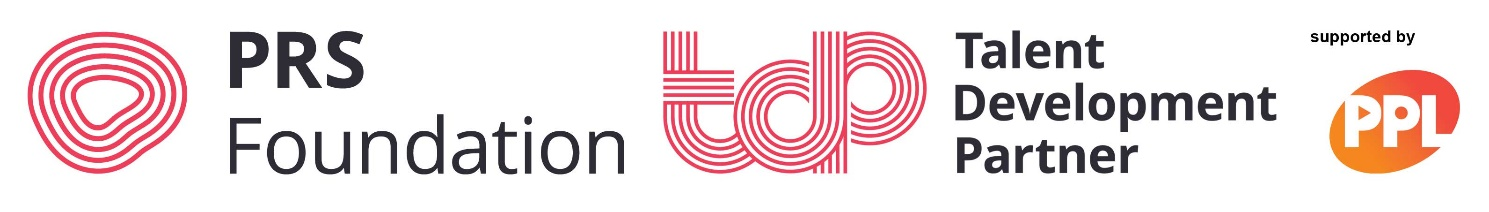 PRS
Foundation
tdp
Talent
Development
Partner
supported by
PPL